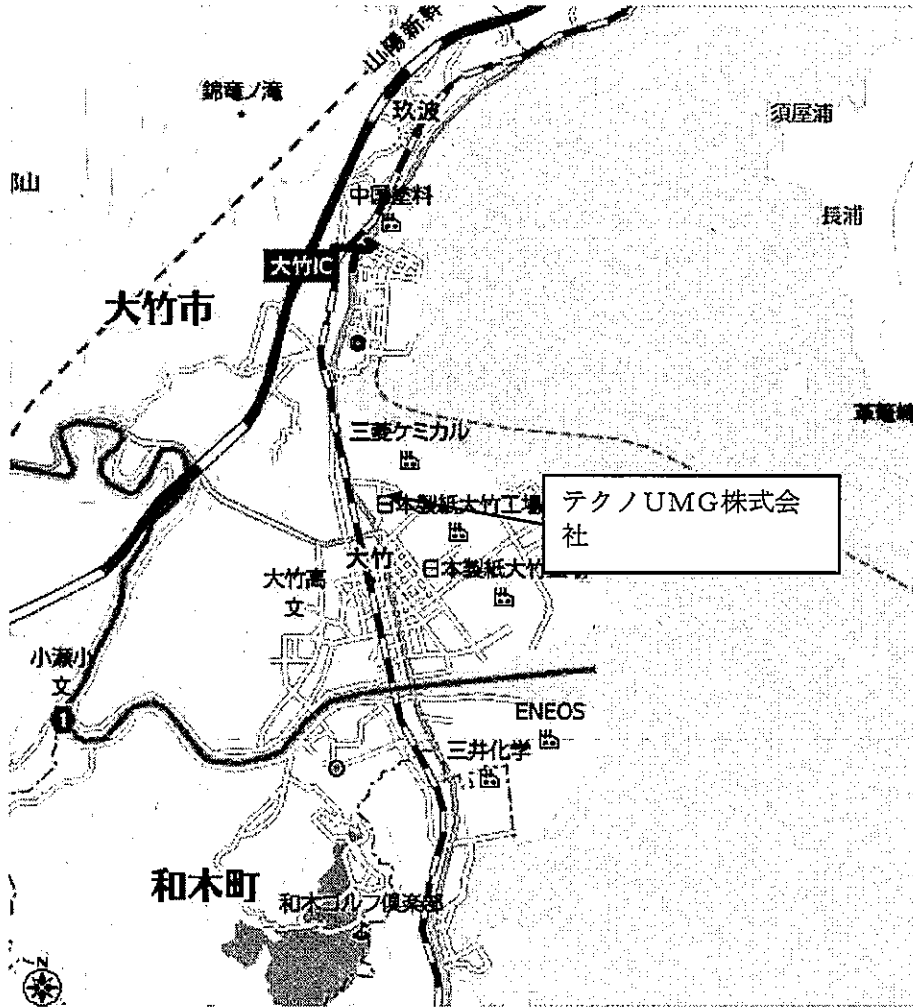 山陽新幹
錦竜ノ滝
玖波
須屋浦
中国塗料
長浦
大竹IC
大竹市
三菱ケミカル
日本製紙大竹工場
テクノUMG株式会
社
大竹
日本製紙大竹工場
大竹高
文
小瀬小
文
1
ENEOS
三井化学
和木町
和木ゴルフ倶楽部
N